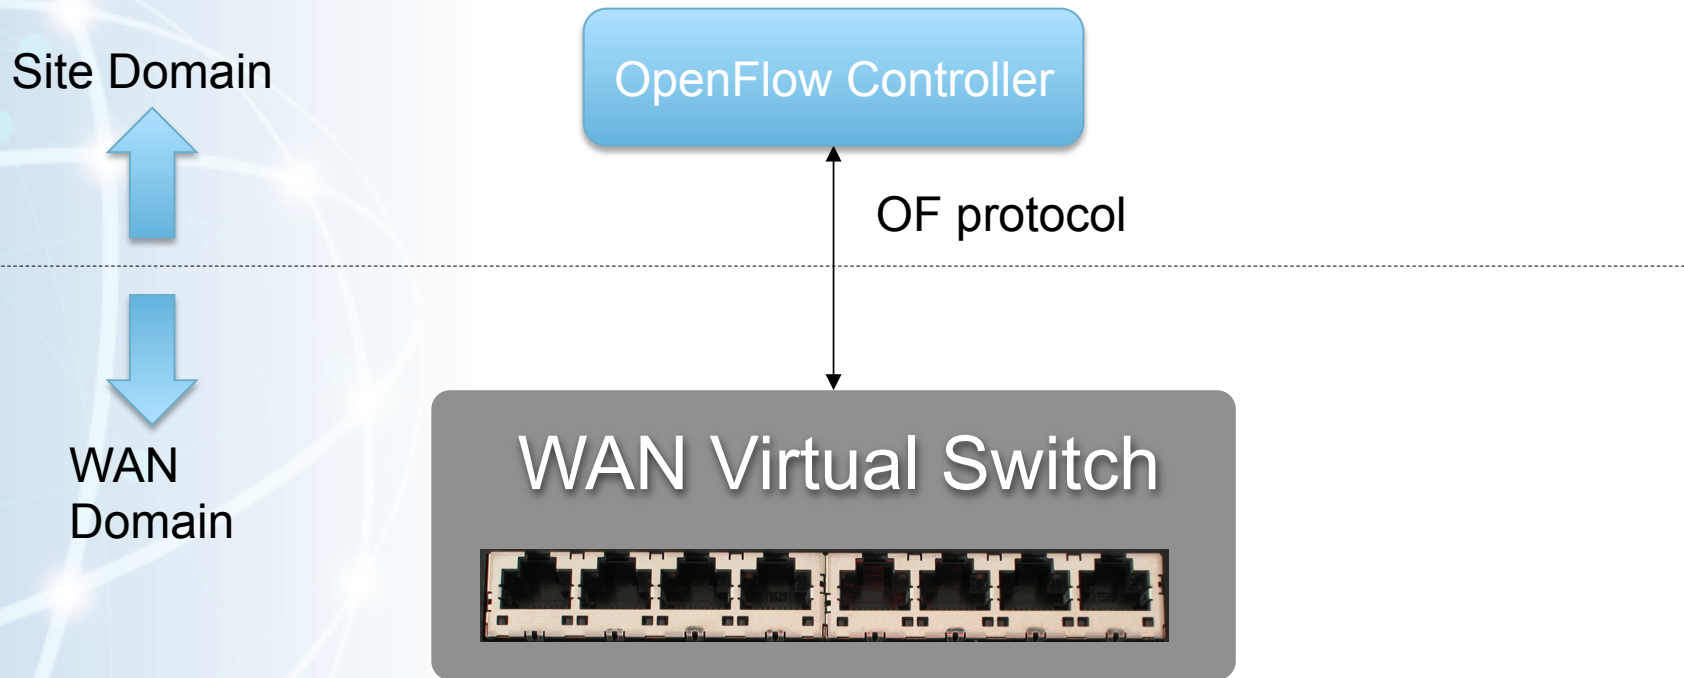 Site Domain
OpenFlow Controller
OF protocol
WAN
Domain
WAN Virtual Switch